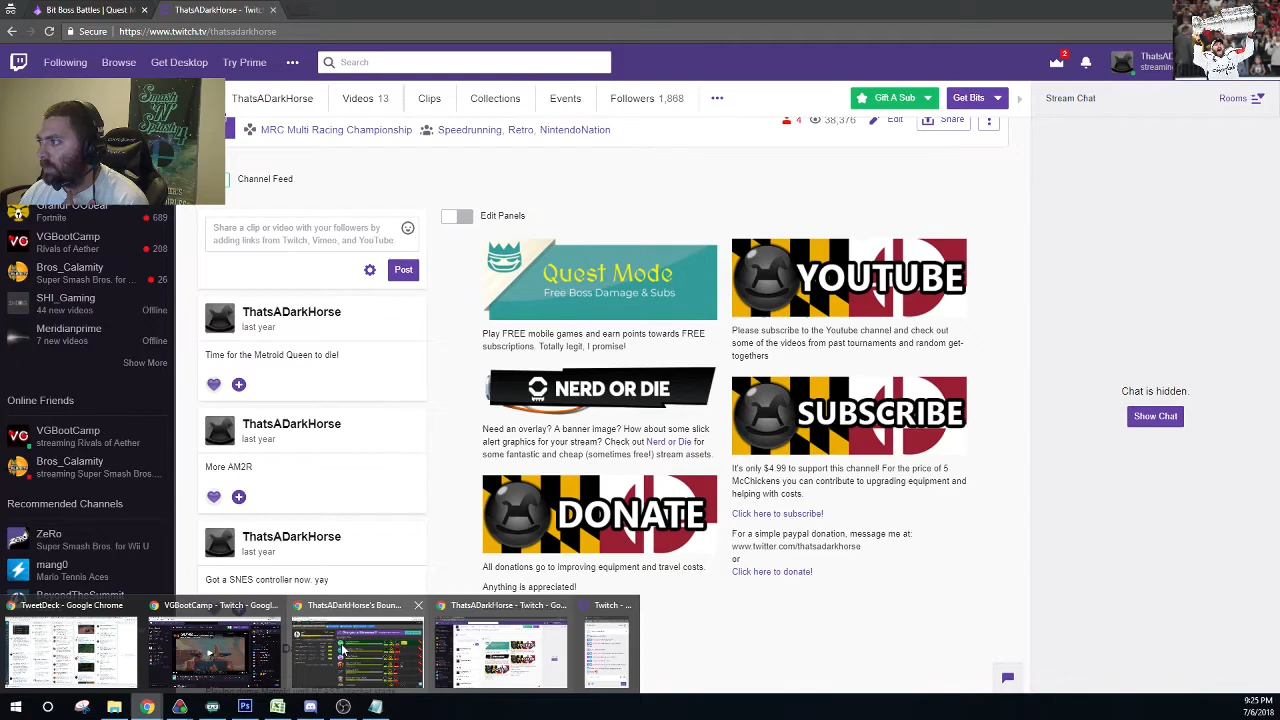 Bit Boss Battles | Quest M
ThatsADarkHorse - Twitch
Secure
https://www.twitch.tv/thatsadarkhorse
Following
Browse
Get Desktop
Try Prime
Search
2
ThatsADa
streaming
ThatsADarkHorse
Videos 13
Clips
Collections
Events
Followers 1,868
Gift A Sub
Get Bits
Stream Chat
Rooms
MRC Multi Racing Championship
Speedrunning, Retro, NintendoNation
4
38,376
Edit
Share
Channel Feed
Fortnite
689
VGBootCamp
Rivals of Aether
208
Bros_Calamity
Super Smash Bros. for ...
26
SHI_Gaming
44 new videos
Offline
Meridianprime
7 new videos
Offline
Show More
Online Friends
VGBootCamp
streaming Rivals of Aether
Bros_Calamity
streaming Super Smash Bros....
Recommended Channels
ZeRo
Super Smash Bros. for Wii U
mang0
Mario Tennis Aces
BeyondTheSummit
Share a clip or video with your followers by
adding links from Twitch, Vimeo, and YouTube.
Post
ThatsADarkHorse
last year
Time for the Metroid Queen to die!
ThatsADarkHorse
last year
More AM2R
ThatsADarkHorse
last year
Got a SNES controller now. yay
Edit Panels
Quest Mode
Free Boss Damage & Subs
Play FREE mobile games and earn points towards FREE
subscriptions. Totally legit, I promise!
NERD OR DIE
Need an overlay? A banner image? How about some slick
alert graphics for your stream? Check out Nerd or Die for
some fantastic and cheap (sometimes free!) stream assets.
DONATE
All donations go to improving equipment and travel costs.
Anything is appreciated!
YOUTUBE
Please subscribe to the Youtube channel and check out
some of the videos from past tournaments and random get-
togethers
SUBSCRIBE
It's only $4.99 to support this channel! For the price of 5
McChickens you can contribute to upgrading equipment and
helping with costs.
Click here to subscribe!
For a simple paypal donation, message me at:
www.twitter.com/thatsadarkhorse
or
Click here to donate!
Chat is hidden.
Show Chat
TweetDeck - Google Chrome
VGBootCamp - Twitch - Googl...
ThatsADarkHorse's Boun...
ThatsADarkHorse - Twitch - Go...
Twitch - ...
9:25 PM
7/6/2018